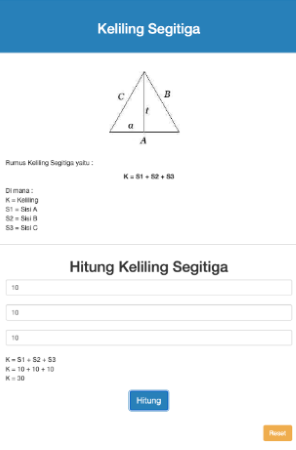 Keliling Segitiga
C
B
t
a
A
Rumus Keliling Segitiga yaitu :
K = S1 + S2 + S3
Di mana :
K = Keliling
S1 = Sisi A
S2 = Sisi B
S3 = Sisi C
Hitung Keliling Segitiga
10
10
10
K = S1 + S2 + S3
K = 10 + 10 + 10
K = 30
Hitung
Reset